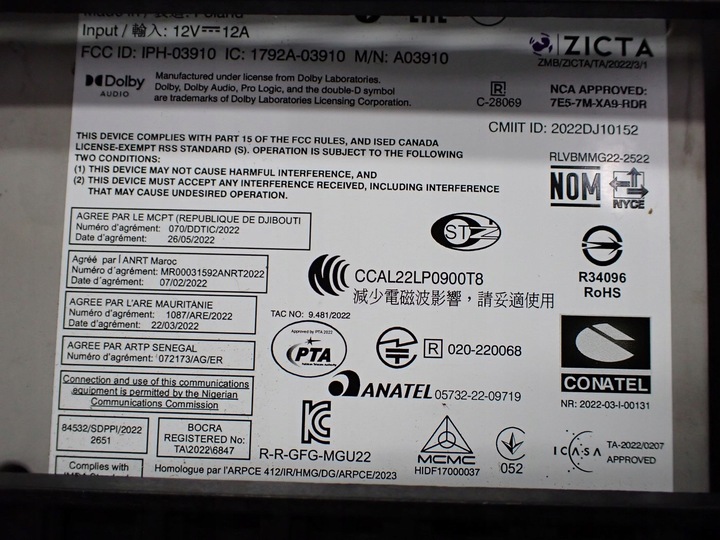 Input / 輸入: 12V⎓12A
FCC ID: IPH-03910 IC: 1792A-03910 M/N: A03910
ZICTA
ZMB/ZICTA/TA/2022/3/1
Dolby
AUDIO
Manufactured under license from Dolby Laboratories.
Dolby, Dolby Audio, Pro Logic, and the double-D symbol
are trademarks of Dolby Laboratories Licensing Corporation.
R
C-28069
NCA APPROVED:
7E5-7M-XA9-RDR
CMIIT ID: 2022DJ10152
THIS DEVICE COMPLIES WITH PART 15 OF THE FCC RULES, AND ISED CANADA
LICENSE-EXEMPT RSS STANDARD (S). OPERATION IS SUBJECT TO THE FOLLOWING
TWO CONDITIONS:
(1) THIS DEVICE MAY NOT CAUSE HARMFUL INTERFERENCE, AND
(2) THIS DEVICE MUST ACCEPT ANY INTERFERENCE RECEIVED, INCLUDING INTERFERENCE
THAT MAY CAUSE UNDESIRED OPERATION.
RLVBMMG22-2522
NOM
NYCE
AGREE PAR LE MCPT (REPUBLIQUE DE DJIBOUTI
Numéro d'agrément: 070/DDTIC/2022
Date d'agrément: 26/05/2022
R34096
RoHS
Agréé par l'ANRT Maroc
Numéro d'agrément: MR00031592ANRT2022
Date d'agrément: 07/02/2022
CCAL22LP0900T8
減少電磁波影響，請妥適使用
AGREE PAR L'ARE MAURITANIE
Numéro d'agrément: 1087/ARE/2022
Date d'agrément: 22/03/2022
TAC NO: 9.481/2022
Approved by PTA 2022
PTA
R 020-220068
CONATEL
NR: 2022-03-I-00131
AGREE PAR ARTP SENEGAL
Numéro d'agrément: 072173/AG/ER
Connection and use of this communications
equipment is permitted by the Nigerian
Communications Commission
ANATEL 05732-22-09719
84532/SDPPI/2022
2651
BOCRA
REGISTERED No:
TA\2022\6847
R-R-GFG-MGU22
MCMC
HIDF17000037
052
ICASA
TA-2022/0207
APPROVED
Complies with
Homologue par l'ARPCE 412/IR/HMG/DG/ARPCE/2023